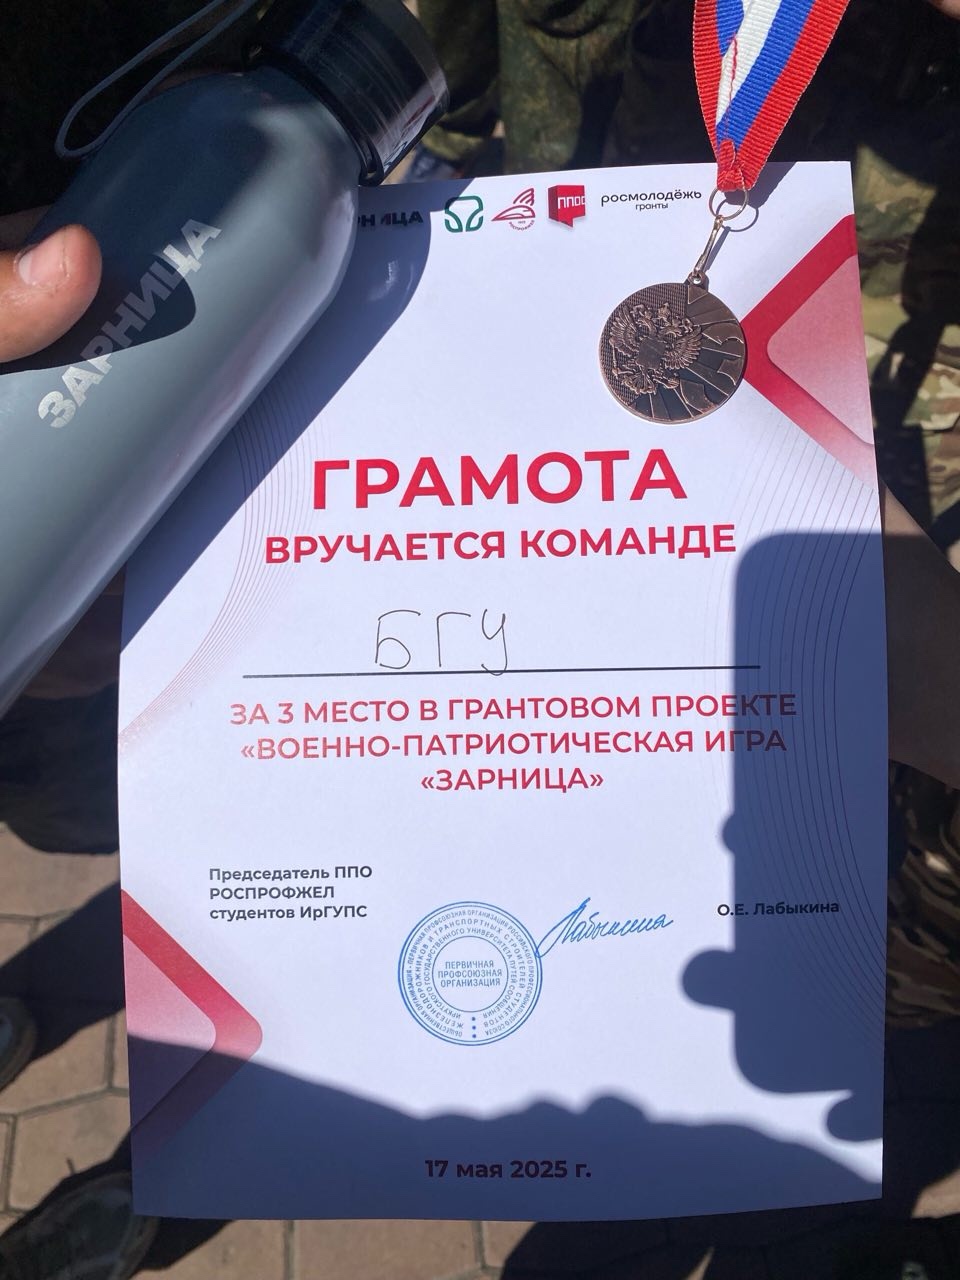 ЗАРНИЦА
РНИЦА
ППОС
росмолодёжь
гранты
ГРАМОТА
ВРУЧАЕТСЯ КОМАНДЕ
БГУ
ЗА 3 МЕСТО В ГРАНТОВОМ ПРОЕКТЕ
«ВОЕННО-ПАТРИОТИЧЕСКАЯ ИГРА
«ЗАРНИЦА»
Председатель ППО
РОСПРОФЖЕЛ
студентов ИрГУПС
О.Е. Лабыкина
ПЕРВИЧНАЯ
ПРОФСОЮЗНАЯ
ОРГАНИЗАЦИЯ
17 мая 2025 г.